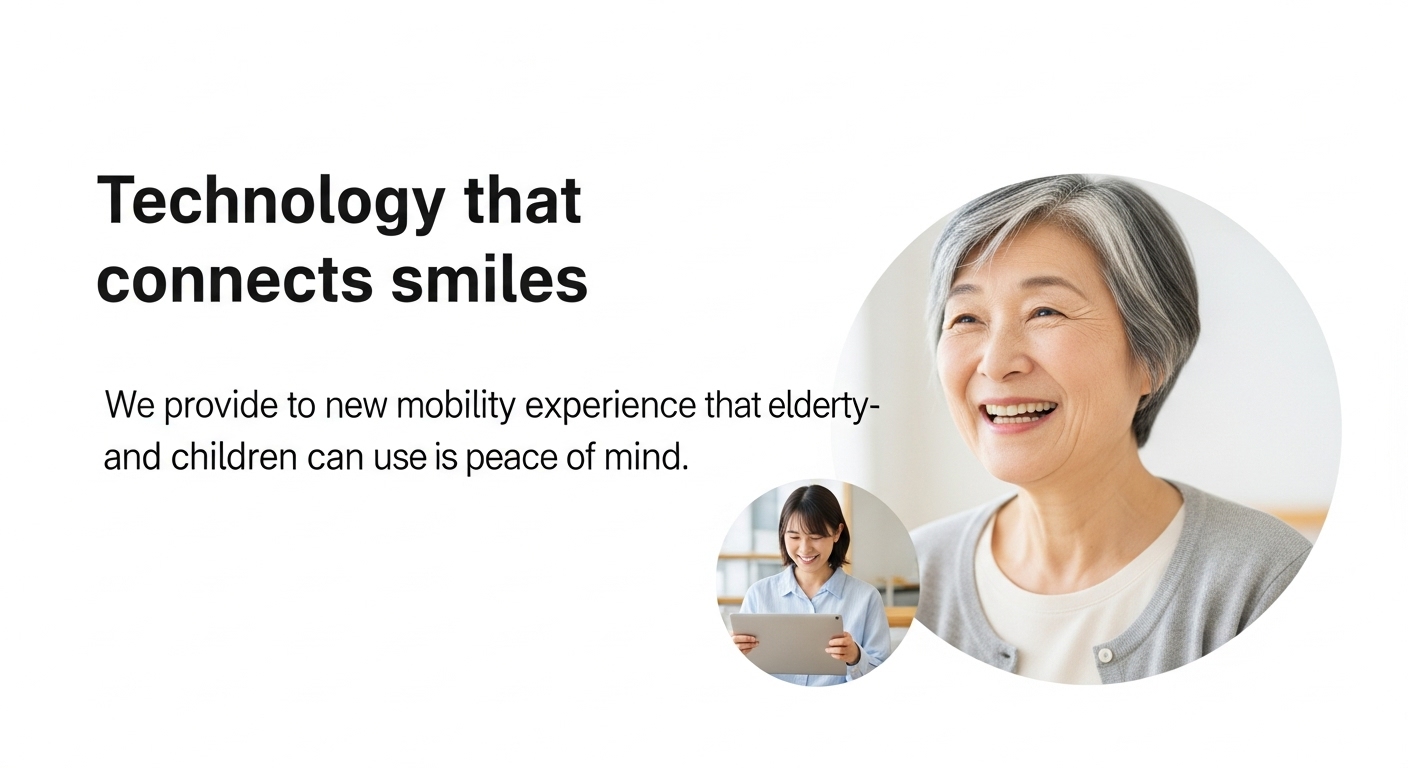 Technology that
connects smiles
We provide to new mobility experience that elderty-
and children can use is peace of mind.